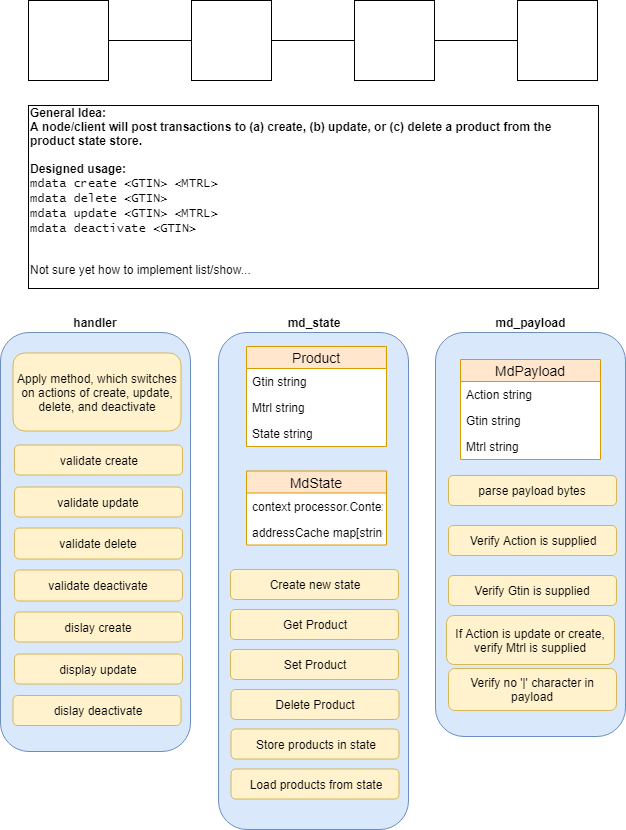 General Idea:
A node/client will post transactions to (a) create, (b) update, or (c) delete a product from the
product state store.
Designed usage:
mdata create <GTIN> <MTRL>
mdata delete <GTIN>
mdata update <GTIN> <MTRL>
mdata deactivate <GTIN>
Not sure yet how to implement list/show...
handler
Apply method, which switches
on actions of create, update,
delete, and deactivate
validate create
validate update
validate delete
validate deactivate
dislay create
display update
dislay deactivate
md_state
Product
Gtin string
Mtrl string
State string
MdState
context processor.Conte
addressCache map[strin
Create new state
Get Product
Set Product
Delete Product
Store products in state
Load products from state
md_payload
MdPayload
Action string
Gtin string
Mtrl string
parse payload bytes
Verify Action is supplied
Verify Gtin is supplied
If Action is update or create,
verify Mtrl is supplied
Verify no '|' character in
payload